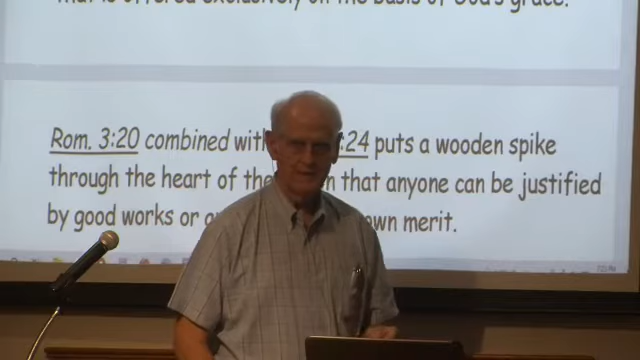 that is offered exclusively on the basis of God's grace.
Rom. 3:20 combined with :24 puts a wooden spike
through the heart of the n that anyone can be justified
by good works or own merit.